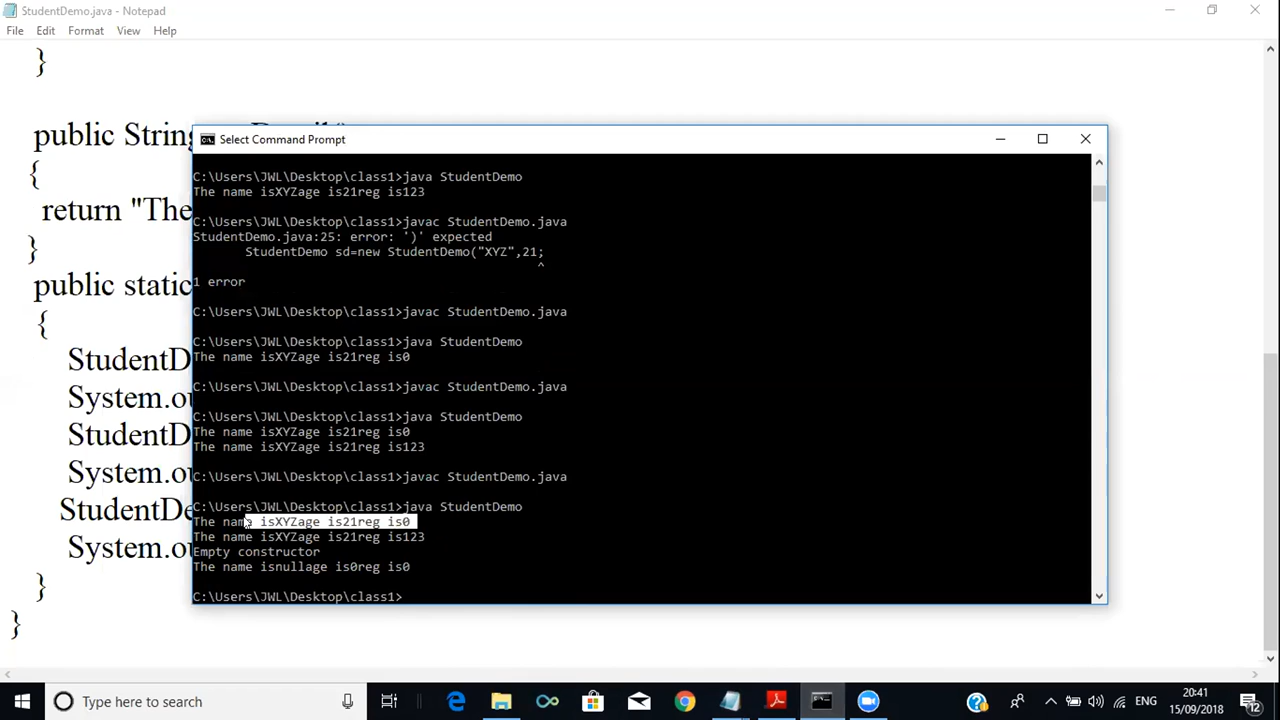 StudentDemo.java - Notepad
File Edit Format View Help
}
public String
{
return "The
}
public static
{
StudentD
System.ou
StudentD
System.ou
StudentDe
System.ou
}
}
Select Command Prompt
C:\Users\JWL\Desktop\class1>java StudentDemo
The name isXYZage is21reg is123
C:\Users\JWL\Desktop\class1>javac StudentDemo.java
StudentDemo.java:25: error: ')' expected
StudentDemo sd=new StudentDemo("XYZ",21;
^
1 error
C:\Users\JWL\Desktop\class1>javac StudentDemo.java
C:\Users\JWL\Desktop\class1>java StudentDemo
The name isXYZage is21reg is0
C:\Users\JWL\Desktop\class1>javac StudentDemo.java
C:\Users\JWL\Desktop\class1>java StudentDemo
The name isXYZage is21reg is0
The name isXYZage is21reg is123
C:\Users\JWL\Desktop\class1>javac StudentDemo.java
C:\Users\JWL\Desktop\class1>java StudentDemo
The name isXYZage is21reg is0
The name isXYZage is21reg is123
Empty constructor
The name isnullage is0reg is0
C:\Users\JWL\Desktop\class1>
Type here to search
ENG
20:41
15/09/2018
12